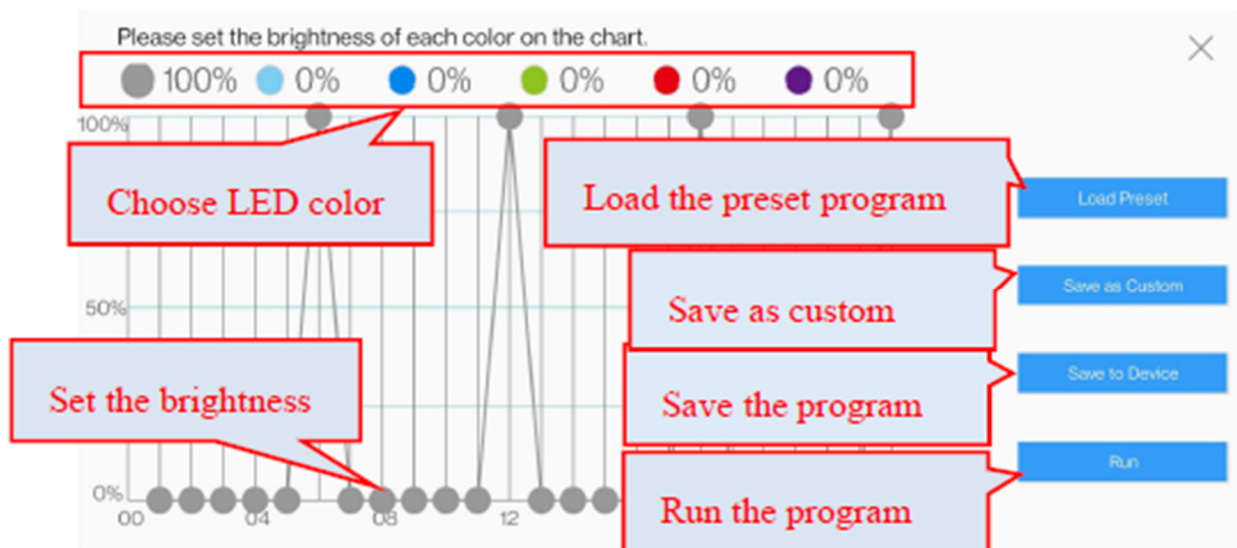 Please set the brightness of each color on the chart.
100% 0% 0% 0% 0% 0%
100%
Choose LED color
Load the preset program
Load Preset
Save as Custom
Save as custom
50%
Set the brightness
Save to Device
Save the program
Run
Run the program
0%
00 04 08 12